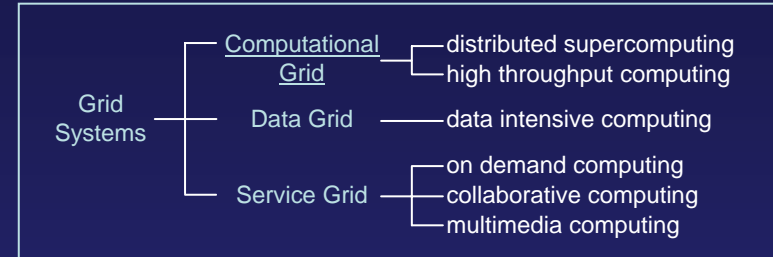 Grid
Systems
Computational
Grid
distributed supercomputing
high throughput computing
Data Grid
data intensive computing
Service Grid
on demand computing
collaborative computing
multimedia computing